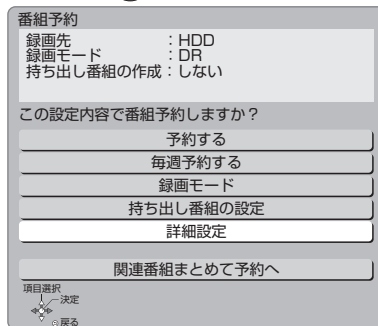 番組予約
録画先　　　　：HDD
録画モード　　：DR
持ち出し番組の作成：しない
この設定内容で番組予約しますか？
予約する
毎週予約する
録画モード
持ち出し番組の設定
詳細設定
関連番組まとめて予約へ
項目選択
決定
戻る